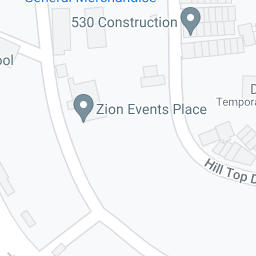 General Merchandise
530 Construction
ool
D
Tempora
Zion Events Place
Hill Top D